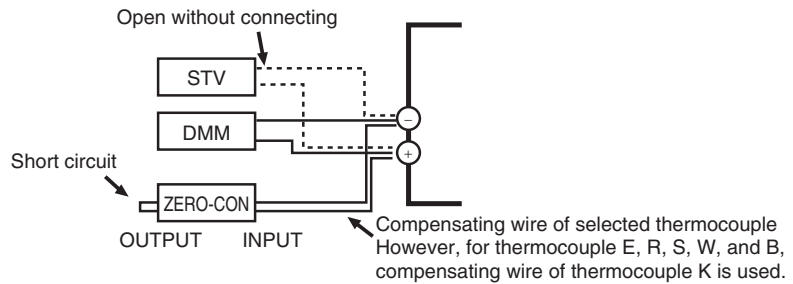 Open without connecting
STV
−
DMM
+
Short circuit
ZERO-CON
OUTPUT INPUT
Compensating wire of selected thermocouple
However, for thermocouple E, R, S, W, and B,
compensating wire of thermocouple K is used.